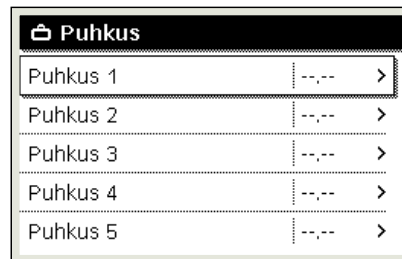 Puhkus
Puhkus 1 --,-- >
Puhkus 2 --,-- >
Puhkus 3 --,-- >
Puhkus 4 --,-- >
Puhkus 5 --,-- >